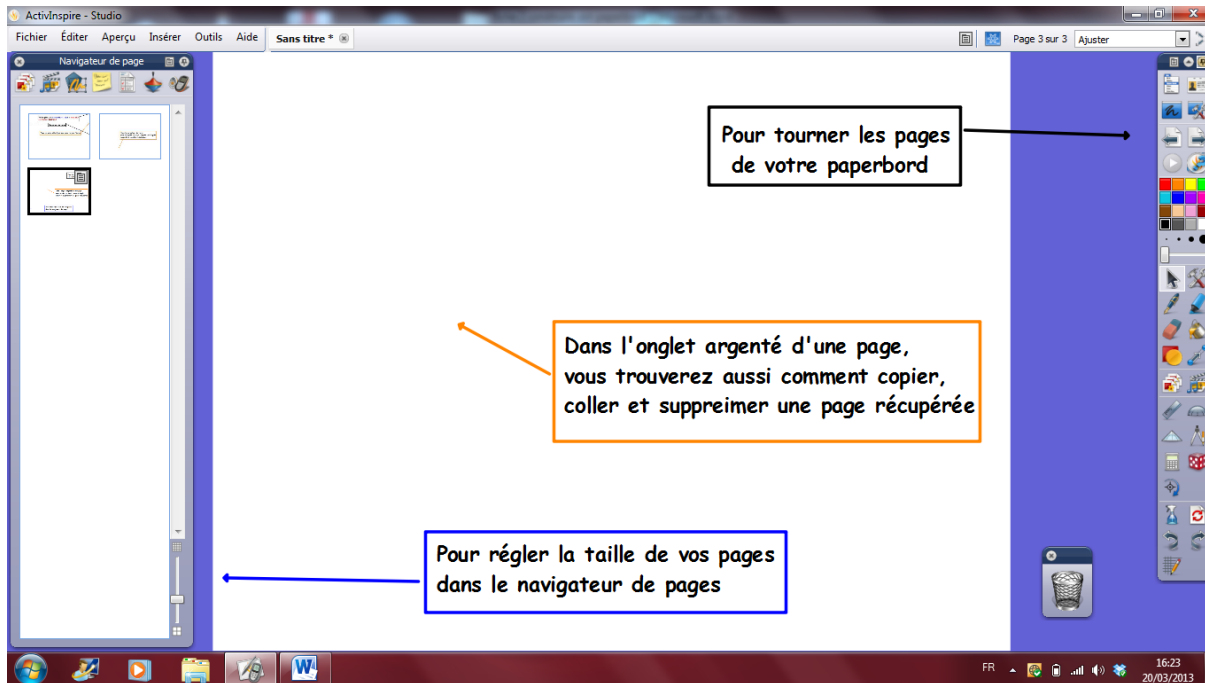 ActivInspire - Studio
Fichier Éditer Aperçu Insérer Outils Aide Sans titre * Page 3 sur 3 Ajuster
Navigateur de page
Pour tourner les pages
de votre paperbord
Dans l'onglet argenté d'une page,
vous trouverez aussi comment copier,
coller et suppreimer une page récupérée
Pour régler la taille de vos pages
dans le navigateur de pages
FR
16:23
20/03/2013